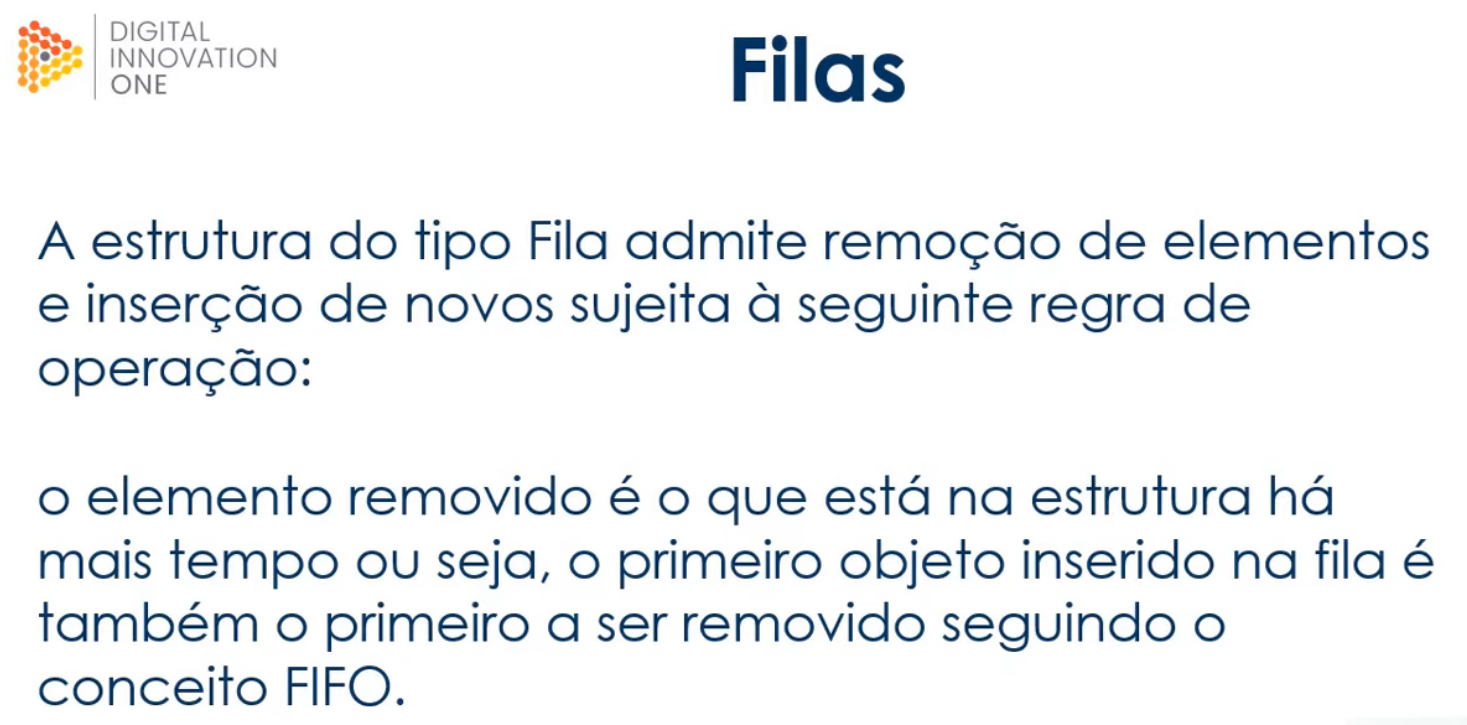 DIGITAL
INNOVATION
ONE
Filas
A estrutura do tipo Fila admite remoção de elementos
e inserção de novos sujeita à seguinte regra de
operação:
o elemento removido é o que está na estrutura há
mais tempo ou seja, o primeiro objeto inserido na fila é
também o primeiro a ser removido seguindo o
conceito FIFO.